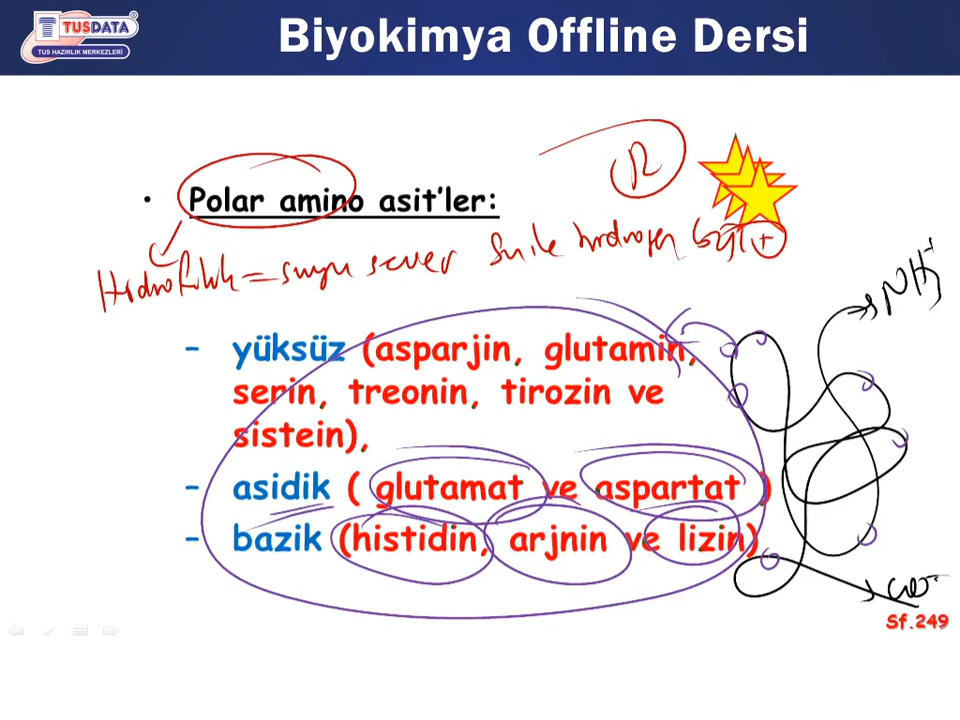 TUSDATA
TUS HAZIRLIK MERKEZLERİ
Biyokimya Offline Dersi
R
• Polar amino asit'ler:
Hidrofilik = suyu sever Su ile hidrojen bağı +
NH3+
– yüksüz (asparjin, glutamin,
serin, treonin, tirozin ve
sistein),
– asidik ( glutamat ve aspartat )
– bazik (histidin, arjnin ve lizin)
Sf.249